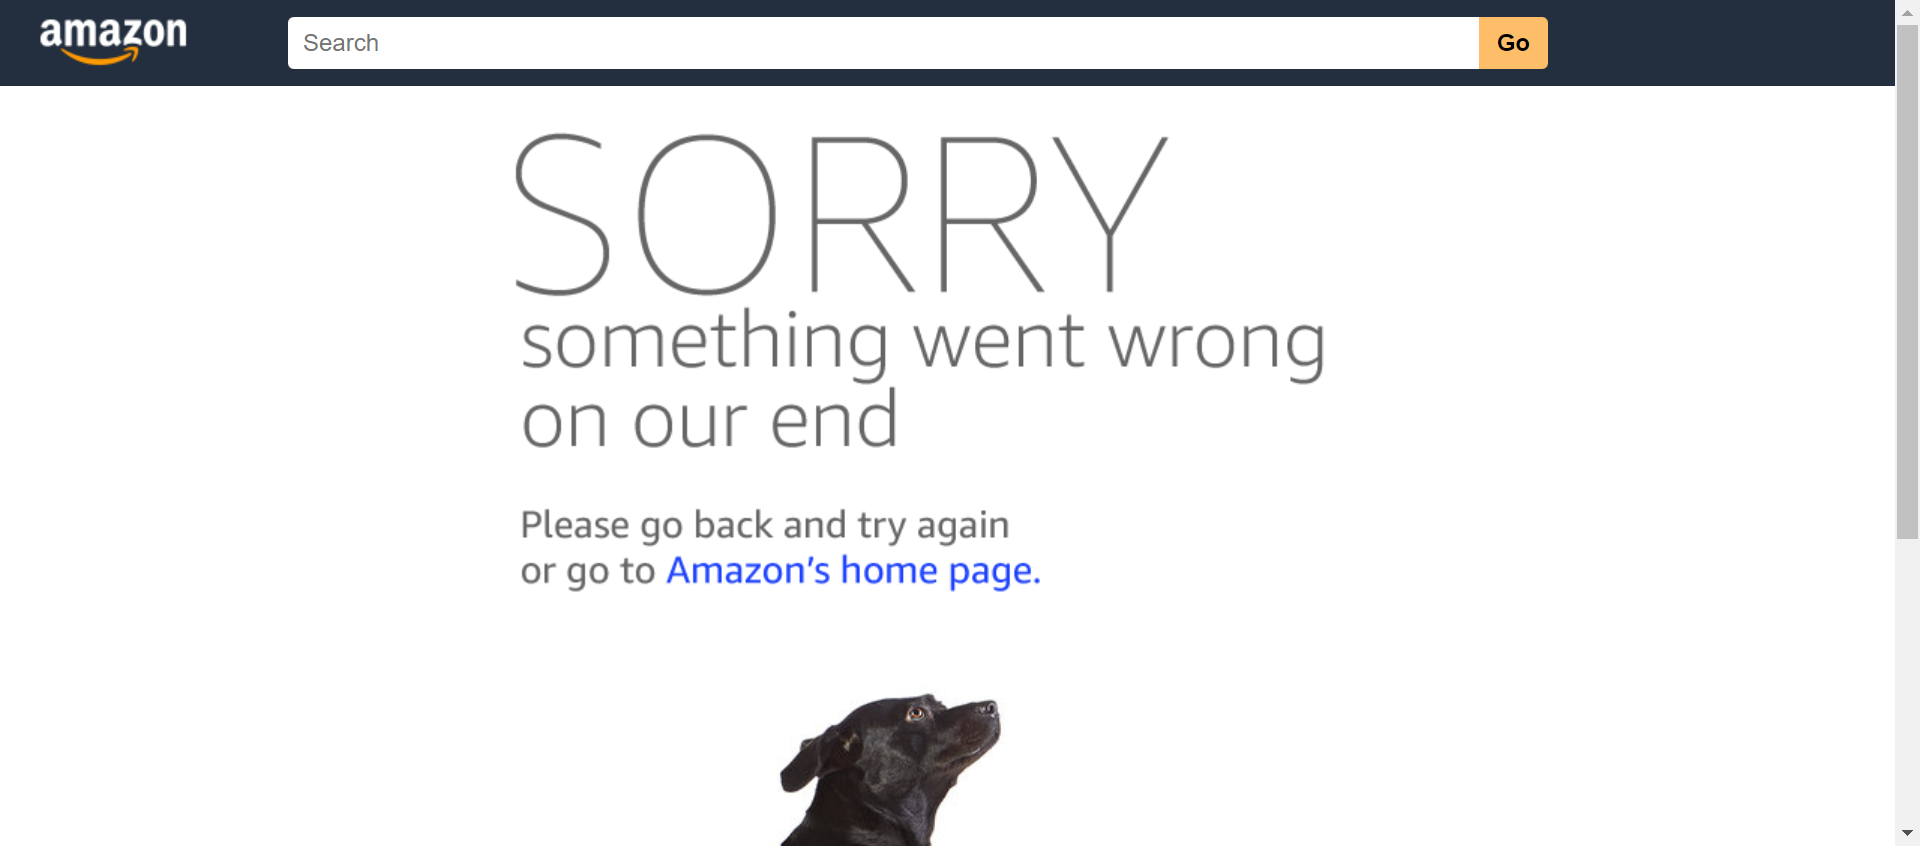 amazon
Search
Go
SORRY
something went wrong
on our end
Please go back and try again
or go to Amazon's home page.